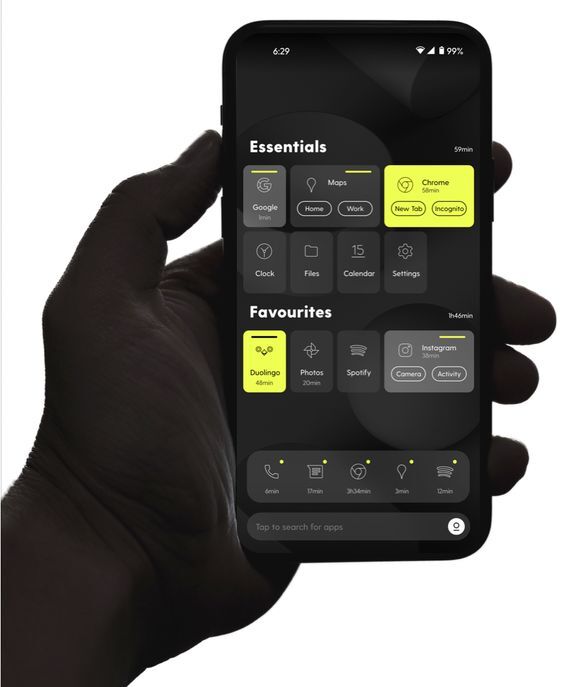 6:29
99%
Essentials
59min
Google
1min
Maps
Home
Work
Chrome
58min
New Tab
Incognito
Clock
Files
15
Calendar
Settings
Favourites
1h46min
Duolingo
48min
Photos
20min
Spotify
Instagram
38min
Camera
Activity
6min
17min
3h34min
3min
12min
Tap to search for apps